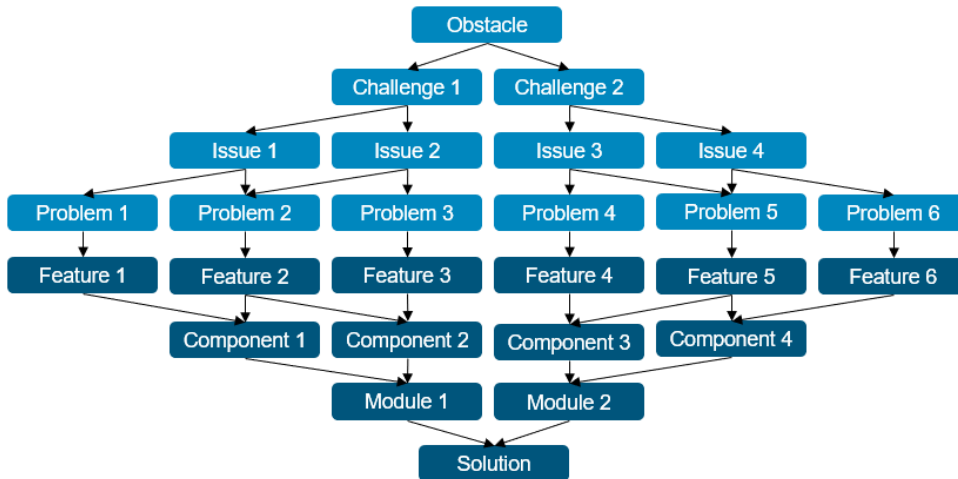 Obstacle
Challenge 1
Challenge 2
Issue 1
Issue 2
Issue 3
Issue 4
Problem 1
Problem 2
Problem 3
Problem 4
Problem 5
Problem 6
Feature 1
Feature 2
Feature 3
Feature 4
Feature 5
Feature 6
Component 1
Component 2
Component 3
Component 4
Module 1
Module 2
Solution